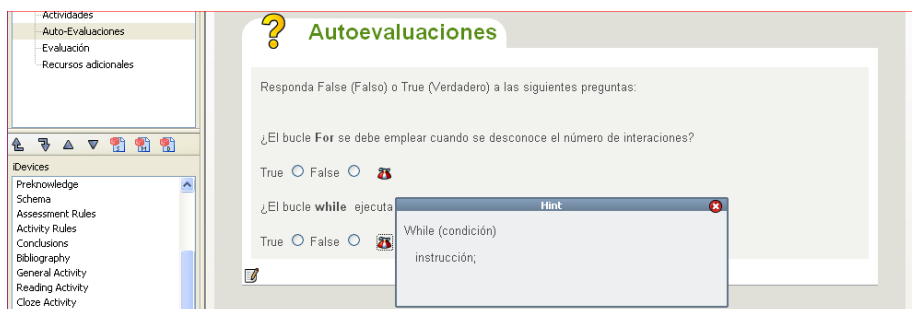 Actividades
Auto-Evaluaciones
Evaluación
Recursos adicionales
iDevices
Preknowledge
Schema
Assessment Rules
Activity Rules
Conclusions
Bibliography
General Activity
Reading Activity
Cloze Activity
Autoevaluaciones
Responda False (Falso) o True (Verdadero) a las siguientes preguntas:
¿El bucle For se debe emplear cuando se desconoce el número de interaciones?
True False
¿El bucle while ejecuta
True False
Hint
While (condición)
instrucción;